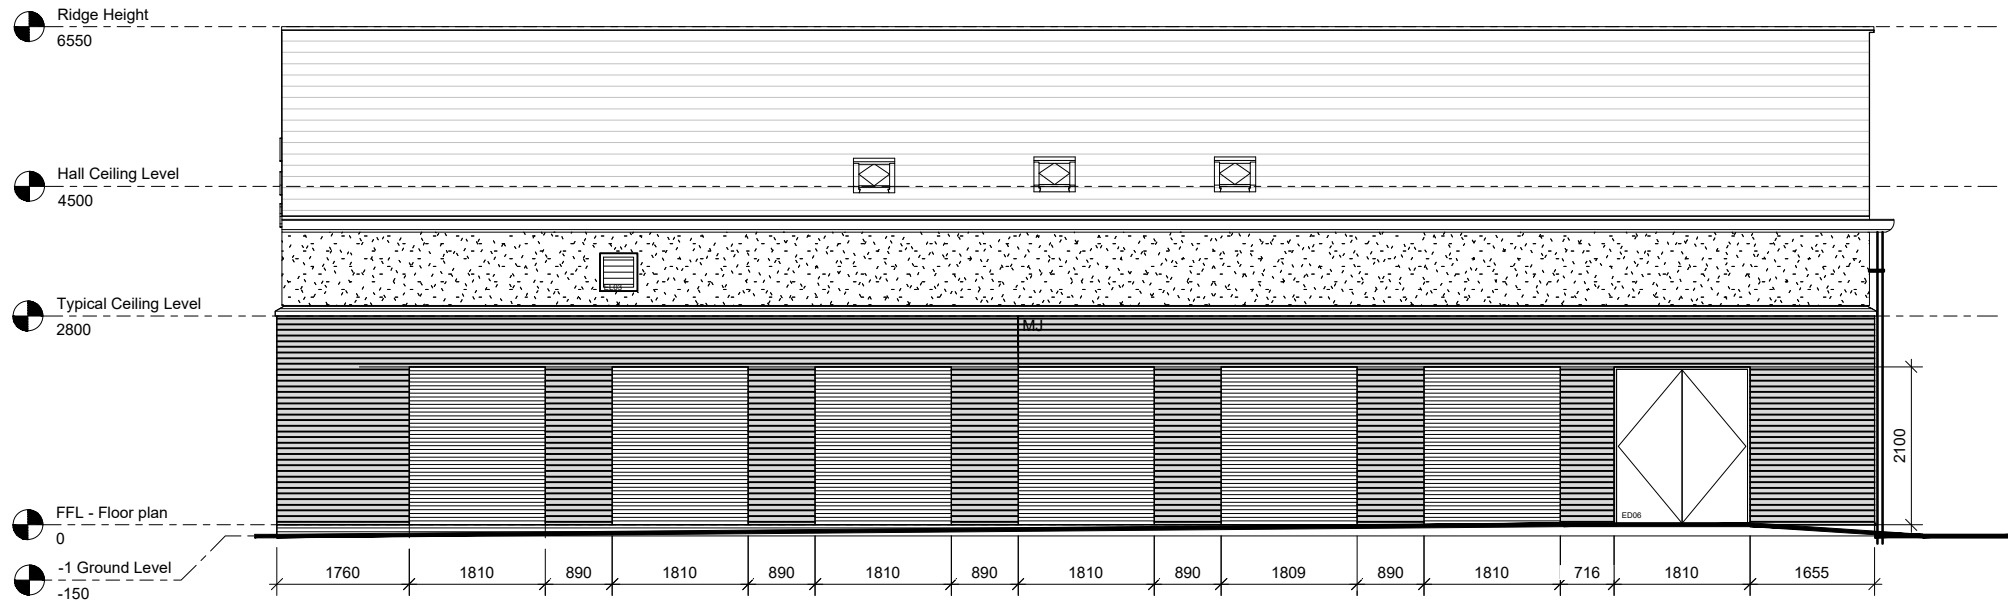 Ridge Height
6550
Hall Ceiling Level
4500
Typical Ceiling Level
2800
MJ
2100
FFL - Floor plan
0
ED06
-1 Ground Level
-150
1760 1810 890 1810 890 1810 890 1810 890 1809 890 1810 716 1810 1655